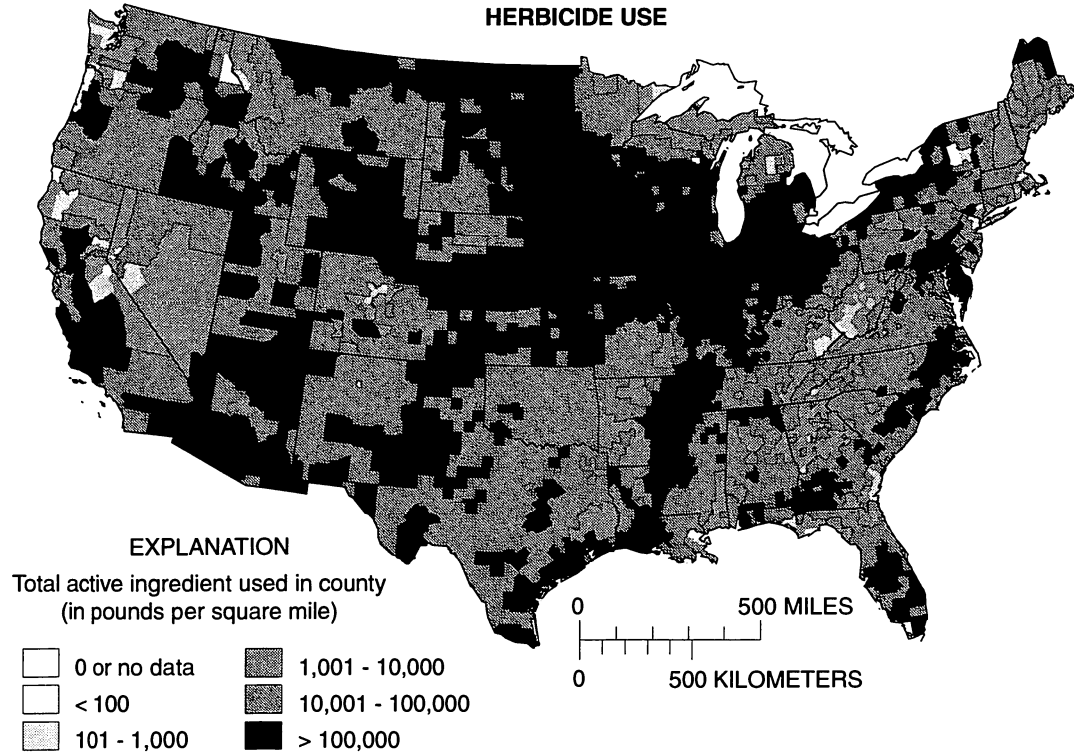 HERBICIDE USE
EXPLANATION
Total active ingredient used in county
(in pounds per square mile)
0 or no data
< 100
101 - 1,000
1,001 - 10,000
10,001 - 100,000
> 100,000
0 500 MILES
0 500 KILOMETERS